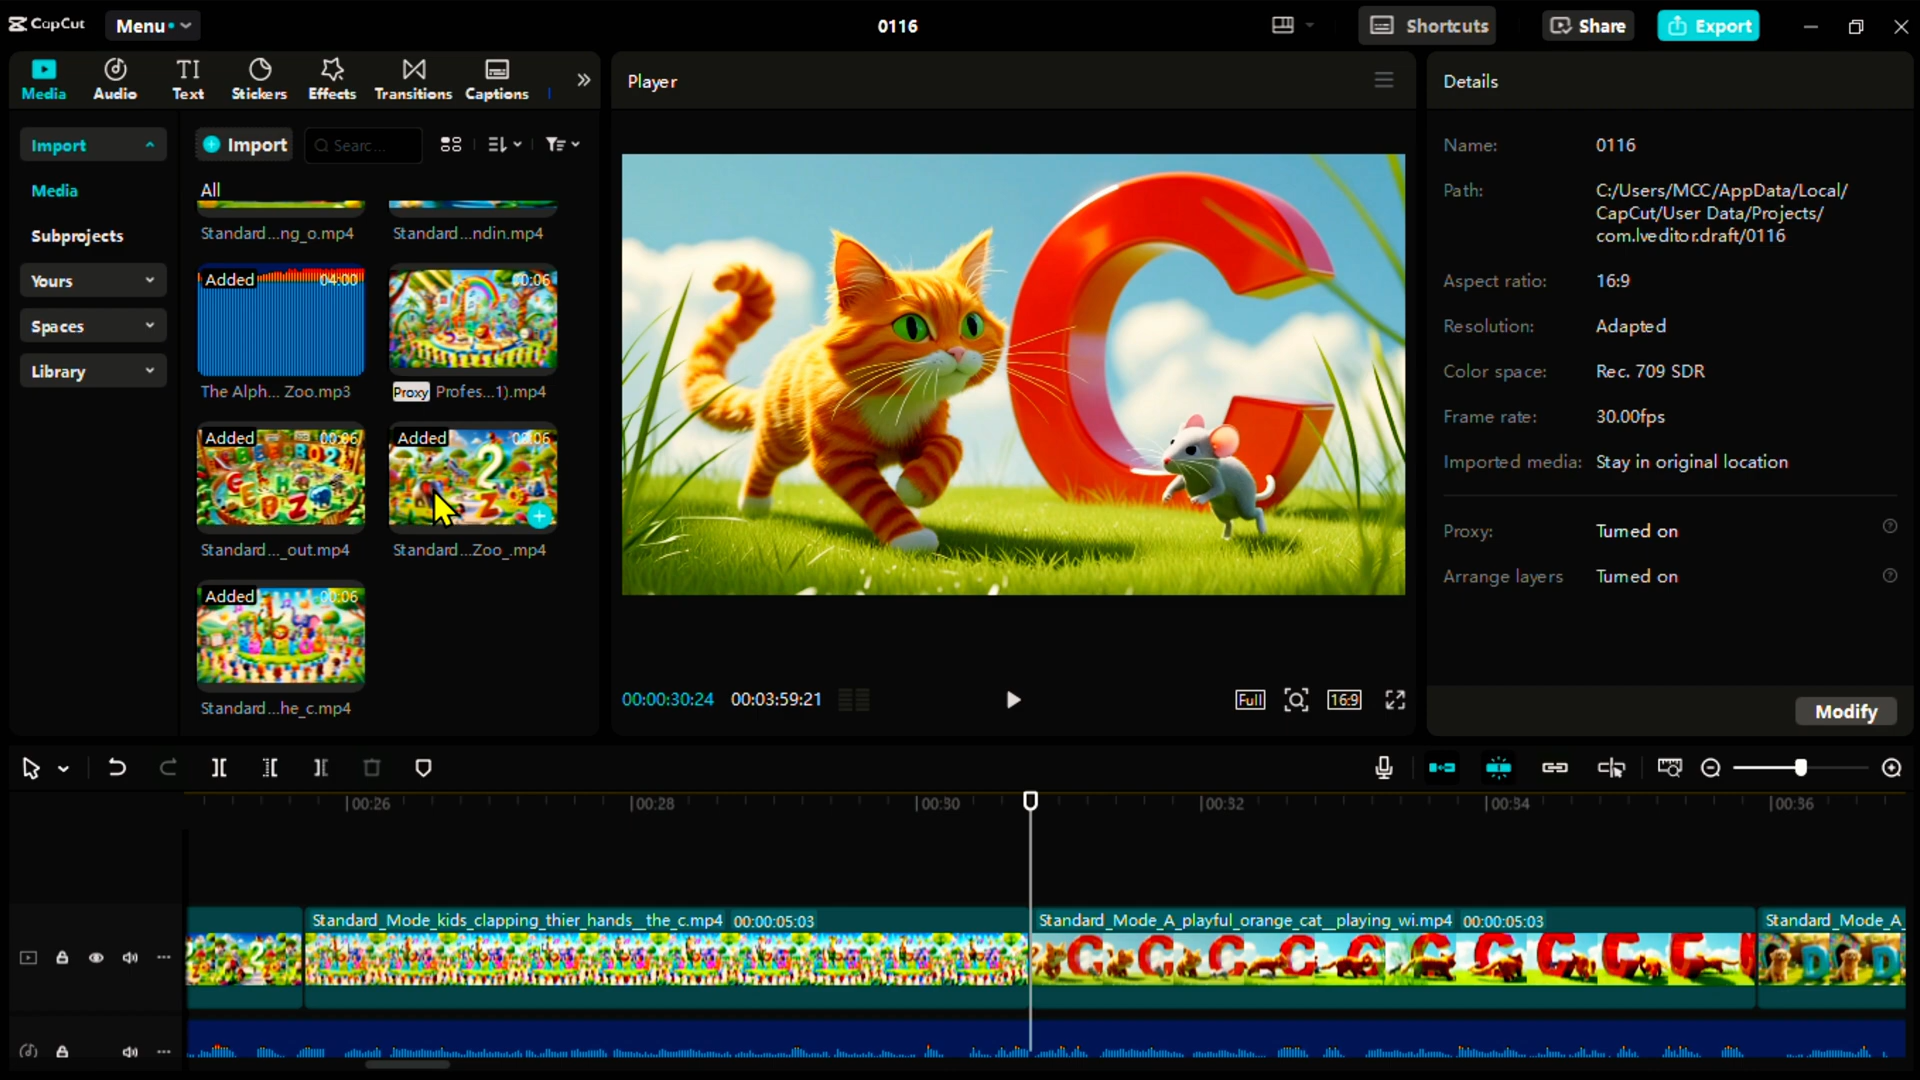 CapCut
Menu
0116
Shortcuts
Share
Export
Media
Audio
TI
Text
Stickers
Effects
Transitions
Captions
Player
Details
Import
Import
Searc...
Media
Subprojects
Yours
Spaces
Library
All
Standard...ng_o.mp4
Standard...ndin.mp4
Added
04:00
00:06
The Alph... Zoo.mp3
Proxy
Profes...1).mp4
Added
00:06
Added
00:06
Standard..._out.mp4
Standard...Zoo_.mp4
Added
00:06
Standard...he_c.mp4
C
Name:
0116
Path:
C:/Users/MCC/AppData/Local/
CapCut/User Data/Projects/
com.lveditor.draft/0116
Aspect ratio:
16:9
Resolution:
Adapted
Color space:
Rec. 709 SDR
Frame rate:
30.00fps
Imported media:
Stay in original location
Proxy:
Turned on
Arrange layers
Turned on
Modify
00:00:30:24
00:03:59:21
Full
16:9
00:26
00:28
00:30
00:32
00:34
00:36
Standard_Mode_kids_clapping_thier_hands__the_c.mp4 00:00:05:03
Standard_Mode_A_playful_orange_cat__playing_wi.mp4 00:00:05:03
Standard_Mode_A_